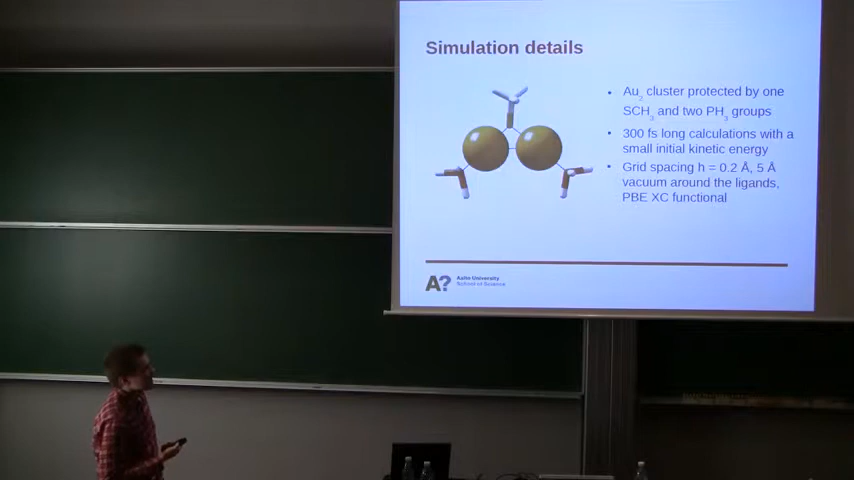 Simulation details
• Au2 cluster protected by one
SCH3 and two PH3 groups
• 300 fs long calculations with a
small initial kinetic energy
• Grid spacing h = 0.2 Å, 5 Å
vacuum around the ligands,
PBE XC functional
A?
Aalto University
School of Science